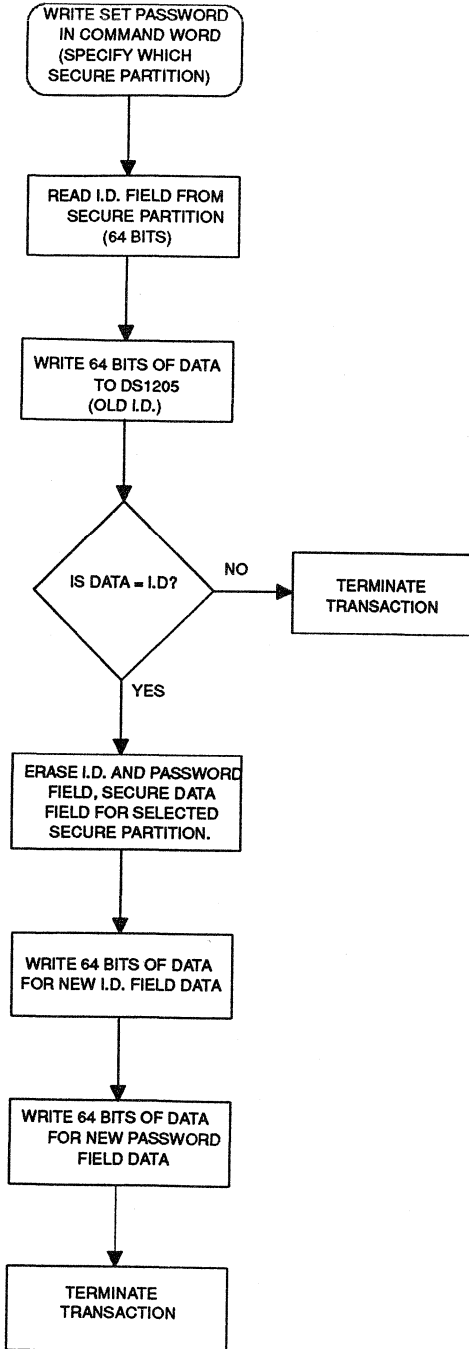 WRITE SET PASSWORD
IN COMMAND WORD
(SPECIFY WHICH
SECURE PARTITION)
READ I.D. FIELD FROM
SECURE PARTITION
(64 BITS)
WRITE 64 BITS OF DATA
TO DS1205
(OLD I.D.)
IS DATA = I.D?
NO
TERMINATE
TRANSACTION
YES
ERASE I.D. AND PASSWORD
FIELD, SECURE DATA
FIELD FOR SELECTED
SECURE PARTITION.
WRITE 64 BITS OF DATA
FOR NEW I.D. FIELD DATA
WRITE 64 BITS OF DATA
FOR NEW PASSWORD
FIELD DATA
TERMINATE
TRANSACTION